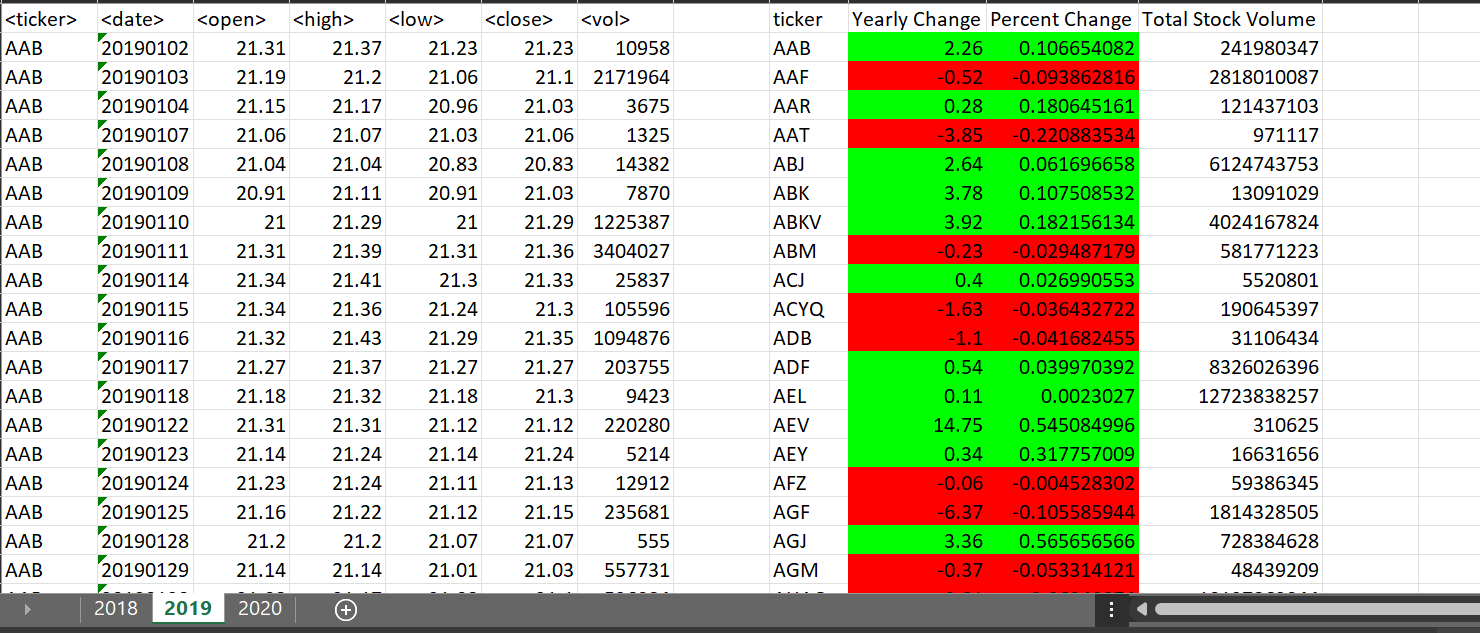 <ticker> <date> <open> <high> <low> <close> <vol> ticker Yearly Change Percent Change Total Stock Volume
AAB 20190102 21.31 21.37 21.23 21.23 10958 AAB 2.26 0.106654082 241980347
AAB 20190103 21.19 21.2 21.06 21.1 2171964 AAF -0.52 -0.093862816 2818010087
AAB 20190104 21.15 21.17 20.96 21.03 3675 AAR 0.28 0.180645161 121437103
AAB 20190107 21.06 21.07 21.03 21.06 1325 AAT -3.85 -0.220883534 971117
AAB 20190108 21.04 21.04 20.83 20.83 14382 ABJ 2.64 0.061696658 6124743753
AAB 20190109 20.91 21.11 20.91 21.03 7870 ABK 3.78 0.107508532 13091029
AAB 20190110 21 21.29 21 21.29 1225387 ABKV 3.92 0.182156134 4024167824
AAB 20190111 21.31 21.39 21.31 21.36 3404027 ABM -0.23 -0.029487179 581771223
AAB 20190114 21.34 21.41 21.3 21.33 25837 ACJ 0.4 0.026990553 5520801
AAB 20190115 21.34 21.36 21.24 21.3 105596 ACYQ -1.63 -0.036432722 190645397
AAB 20190116 21.32 21.43 21.29 21.35 1094876 ADB -1.1 -0.041682455 31106434
AAB 20190117 21.27 21.37 21.27 21.27 203755 ADF 0.54 0.039970392 8326026396
AAB 20190118 21.18 21.32 21.18 21.3 9423 AEL 0.11 0.0023027 12723838257
AAB 20190122 21.31 21.31 21.12 21.12 220280 AEV 14.75 0.545084996 310625
AAB 20190123 21.14 21.24 21.14 21.24 5214 AEY 0.34 0.317757009 16631656
AAB 20190124 21.23 21.24 21.11 21.13 12912 AFZ -0.06 -0.004528302 59386345
AAB 20190125 21.16 21.22 21.12 21.15 235681 AGF -6.37 -0.105585944 1814328505
AAB 20190128 21.2 21.2 21.07 21.07 555 AGJ 3.36 0.565656566 728384628
AAB 20190129 21.14 21.14 21.01 21.03 557731 AGM -0.37 -0.053314121 48439209
2018 2019 2020